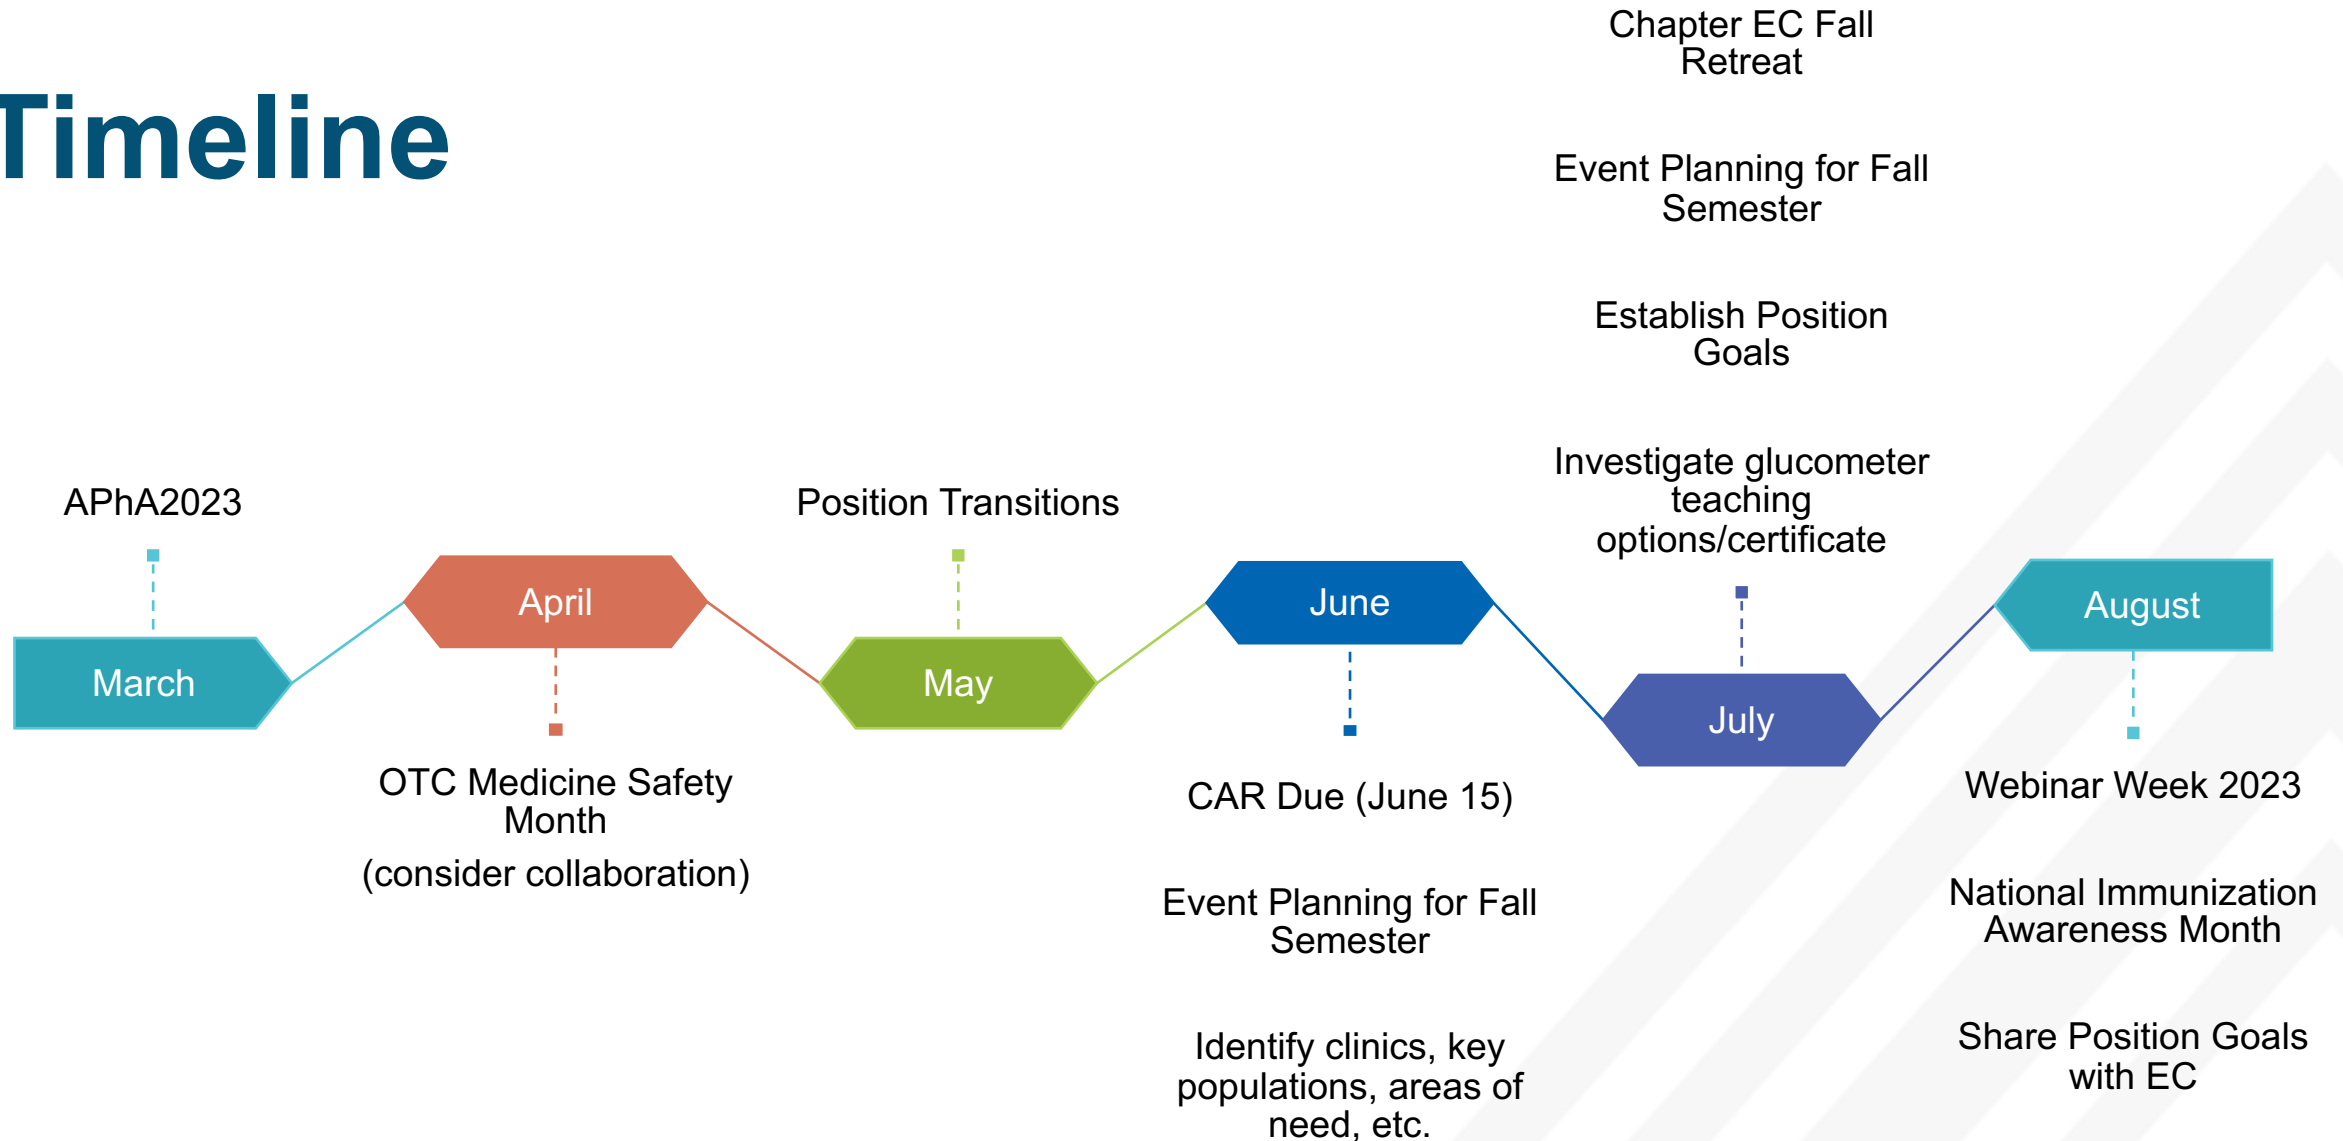 Timeline
APhA2023
March
April
OTC Medicine Safety
Month
(consider collaboration)
Position Transitions
May
June
CAR Due (June 15)
Event Planning for Fall
Semester
Identify clinics, key
populations, areas of
need, etc.
Chapter EC Fall
Retreat
Event Planning for Fall
Semester
Establish Position
Goals
Investigate glucometer
teaching
options/certificate
July
August
Webinar Week 2023
National Immunization
Awareness Month
Share Position Goals
with EC